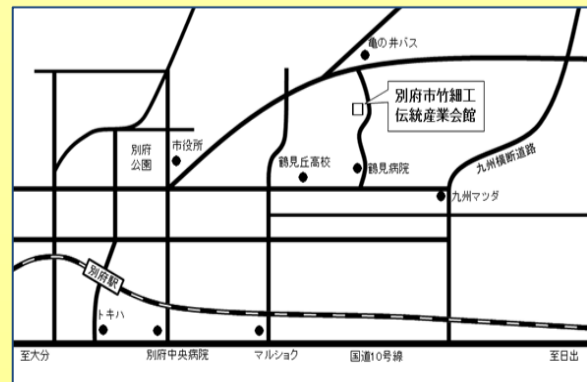 亀の井バス
別府市竹細工
伝統産業会館
別府
公園
市役所
鶴見丘高校
鶴見病院
九州横断道路
九州マツダ
別府駅
トキハ
至大分
別府中央病院
マルショク
国道10号線
至日出